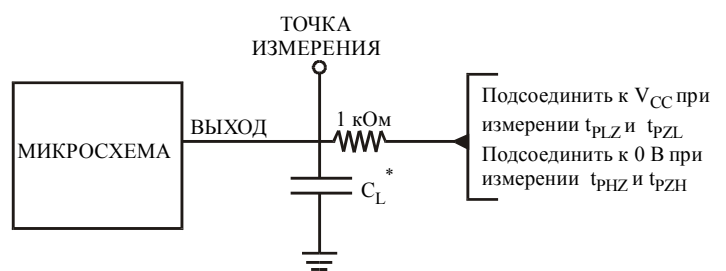 ТОЧКА
ИЗМЕРЕНИЯ
МИКРОСХЕМА
ВЫХОД
1 кОм
C_L*
Подсоединить к V_CC при
измерении t_PLZ и t_PZL
Подсоединить к 0 В при
измерении t_PHZ и t_PZH